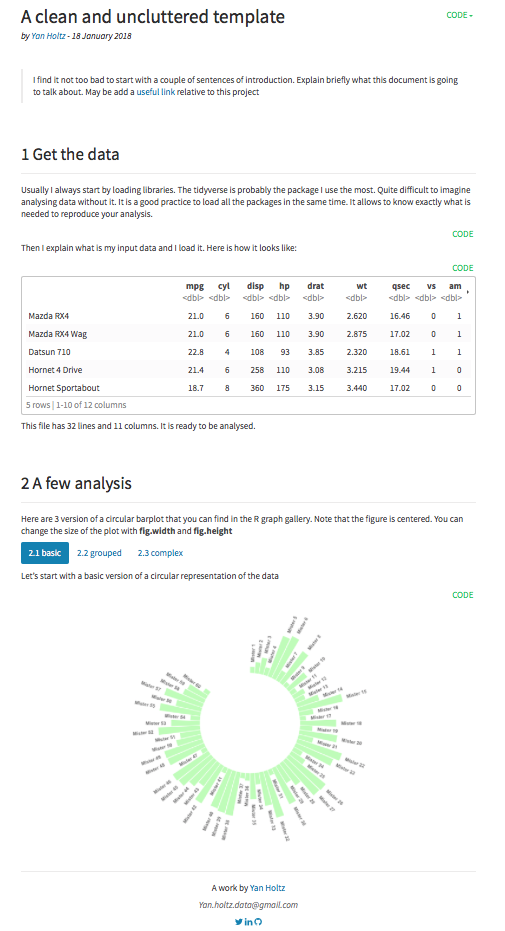 A clean and uncluttered template
CODE
by Yan Holtz - 18 January 2018
I find it not too bad to start with a couple of sentences of introduction. Explain briefly what this document is going
to talk about. May be add a useful link relative to this project
1 Get the data
Usually I always start by loading libraries. The tidyverse is probably the package I use the most. Quite difficult to imagine
analysing data without it. It is a good practice to load all the packages in the same time. It allows to know exactly what is
needed to reproduce your analysis.
CODE
Then I explain what is my input data and I load it. Here is how it looks like:
CODE
mpg cyl disp hp drat wt qsec vs am
<dbl> <dbl> <dbl> <dbl> <dbl> <dbl> <dbl> <dbl> <dbl>
Mazda RX4 21.0 6 160 110 3.90 2.620 16.46 0 1
Mazda RX4 Wag 21.0 6 160 110 3.90 2.875 17.02 0 1
Datsun 710 22.8 4 108 93 3.85 2.320 18.61 1 1
Hornet 4 Drive 21.4 6 258 110 3.08 3.215 19.44 1 0
Hornet Sportabout 18.7 8 360 175 3.15 3.440 17.02 0 0
5 rows | 1-10 of 12 columns
This file has 32 lines and 11 columns. It is ready to be analysed.
2 A few analysis
Here are 3 version of a circular barplot that you can find in the R graph gallery. Note that the figure is centered. You can
change the size of the plot with fig.width and fig.height
2.1 basic 2.2 grouped 2.3 complex
Let's start with a basic version of a circular representation of the data
CODE
A work by Yan Holtz
Yan.holtz.data@gmail.com